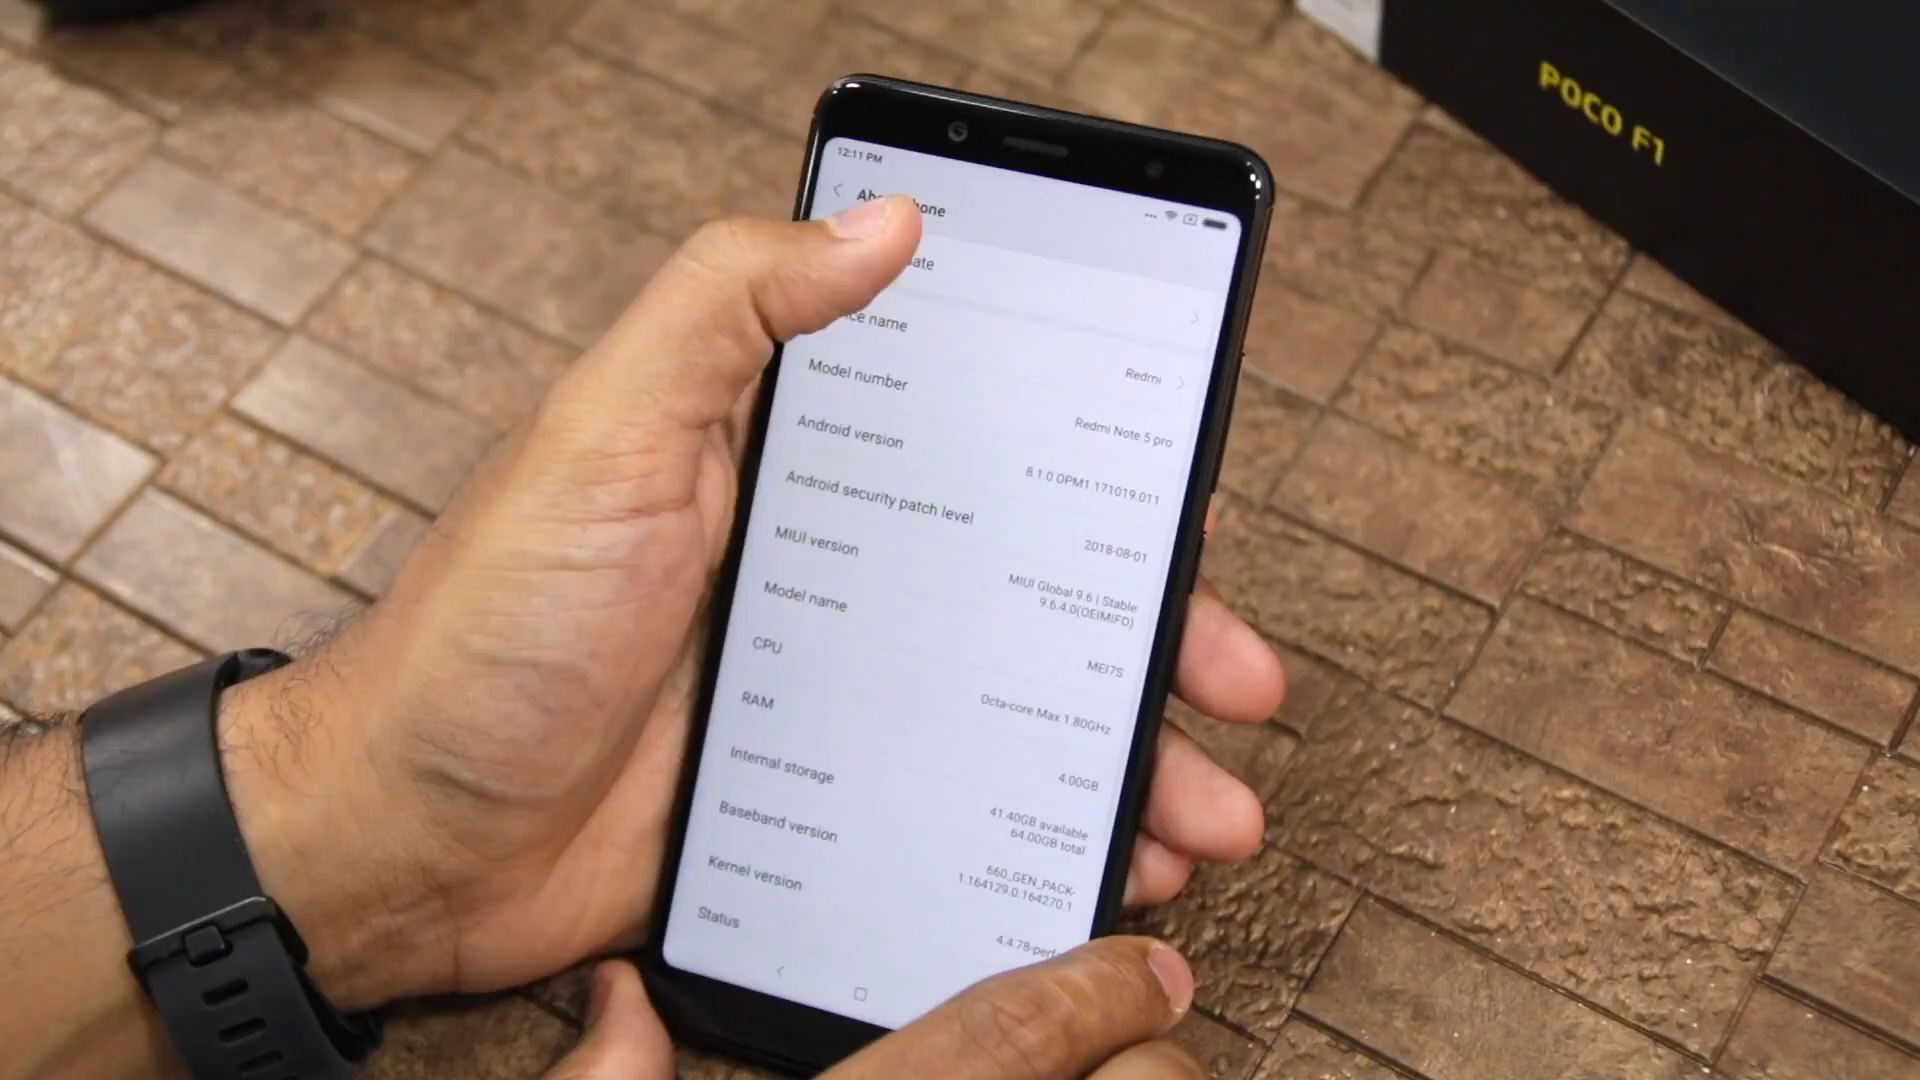 POCO F1
12:11 PM
Device name
Redmi
Model number
Redmi Note 5 pro
Android version
8.1.0 OPM1.171019.011
Android security patch level
2018-08-01
MIUI version
MIUI Global 9.6 | Stable
9.6.4.0(OEIMIFD)
Model name
MEI7S
CPU
Octa-core Max 1.80GHz
RAM
4.00GB
Internal storage
41.40GB available
64.00GB total
Baseband version
660_GEN_PACK-
1.164129.0.164270.1
Kernel version
4.4.78-perf
Status